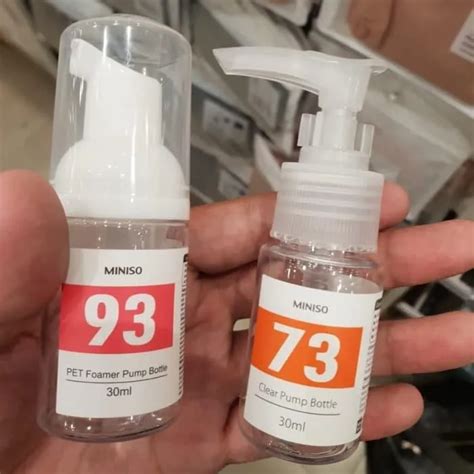 MINISO
93
PET Foamer Pump Bottle
30ml
MINISO
73
Clear Pump Bottle
30ml